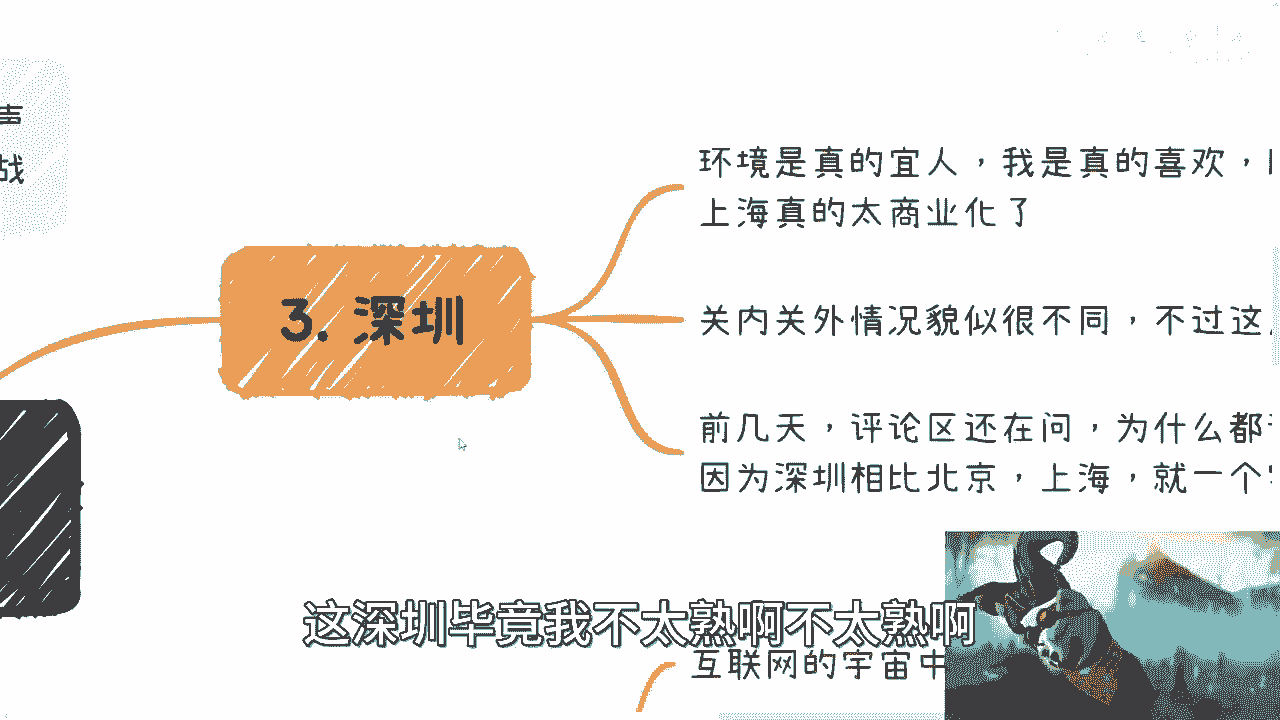 声
战
环境是真的宜人，我是真的喜欢，
上海真的太商业化了
3. 深圳
关内关外情况貌似很不同，不过这
前几天，评论区还在问，为什么都
因为深圳相比北京，上海，就一个
这深圳毕竟我不太熟啊不太熟啊
互联网的宇宙中